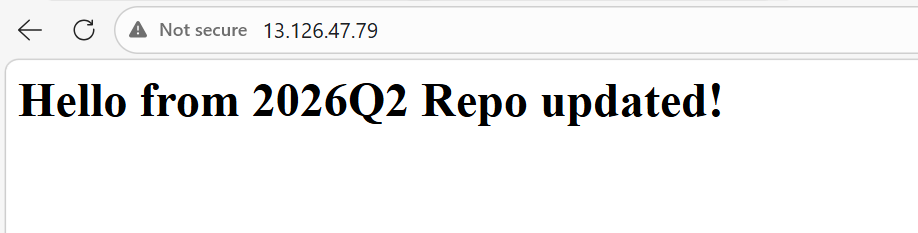 Not secure 13.126.47.79
Hello from 2026Q2 Repo updated!